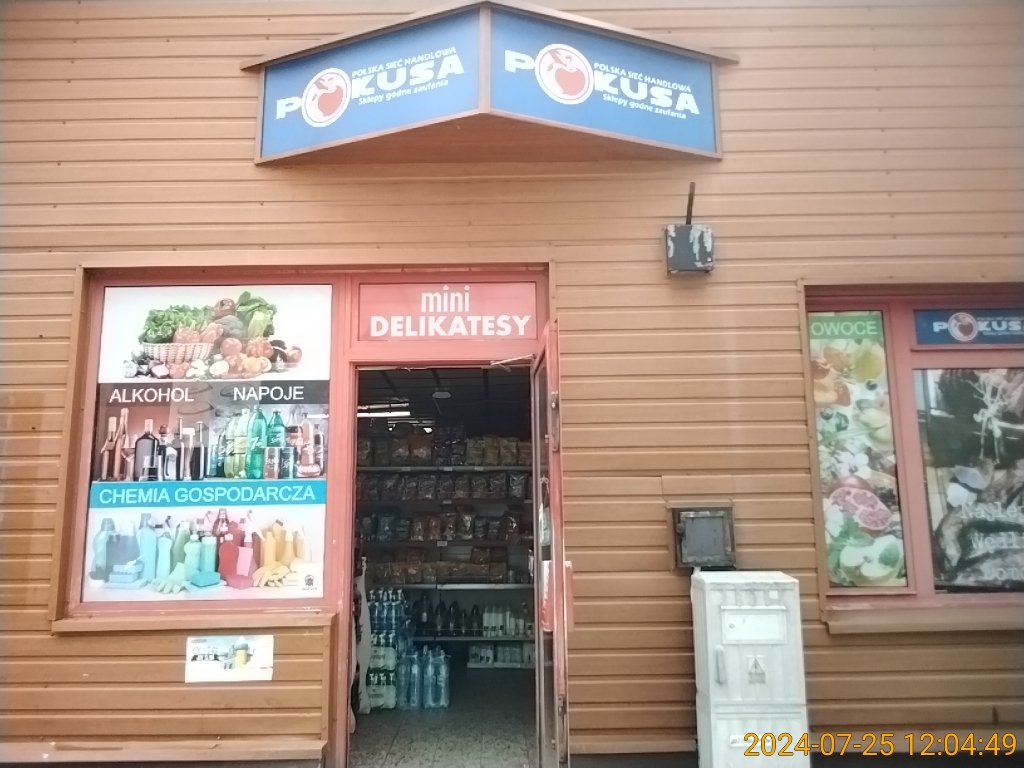 POLSKA SIEĆ HANDLOWA
POKUSA
Sklepy godne zaufania
POLSKA SIEĆ HANDLOWA
POKUSA
Sklepy godne zaufania
mini
DELIKATESY
ALKOHOL NAPOJE
CHEMIA GOSPODARCZA
OWOCE
POKUSA
2024-07-25 12:04:49